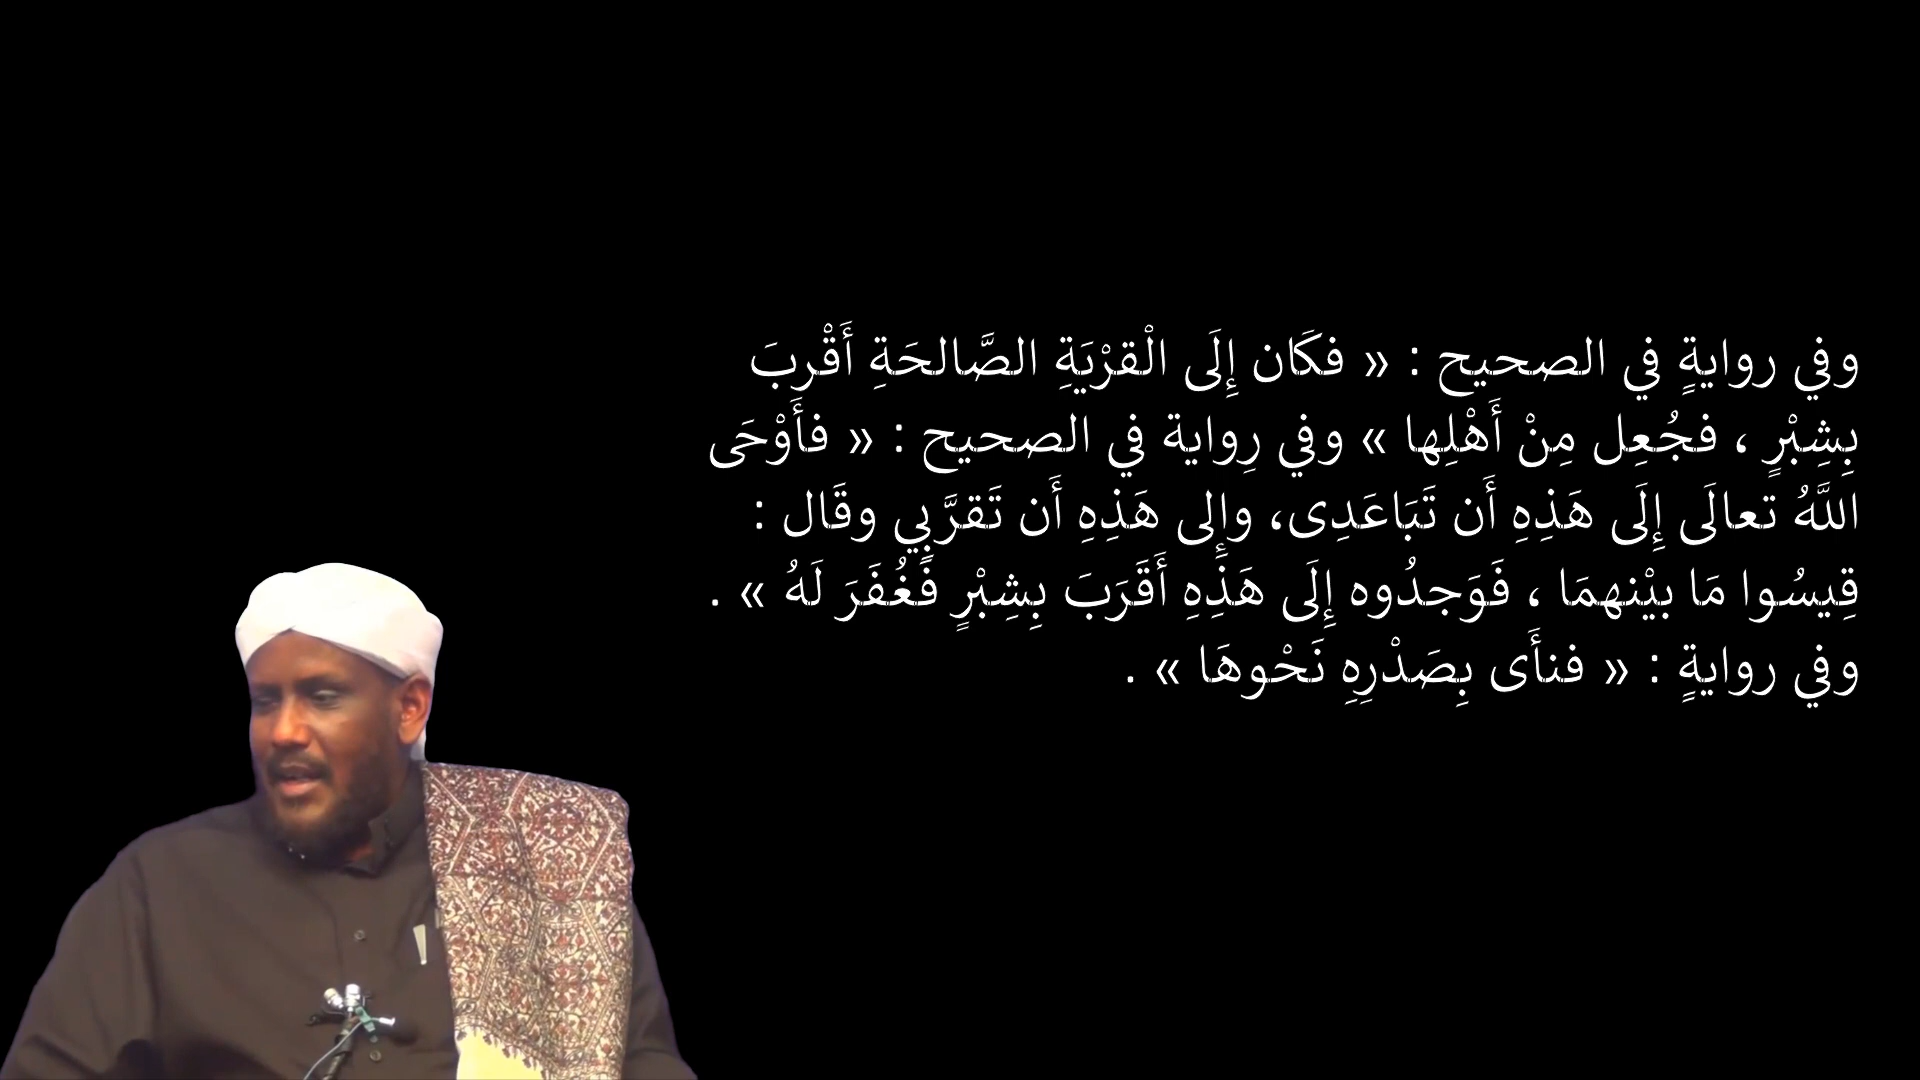 وفي روايةٍ في الصحيح : « فكَان إِلَى الْقرْيَةِ الصَّالحَةِ أَقْربَ
بِشِبْرٍ ، فجُعِل مِنْ أَهْلِها » وفي رِواية في الصحيح : « فأَوْحَى
اللَّهُ تعالَى إِلَى هَذِهِ أَن تَبَاعَدِى، وإِلى هَذِهِ أَن تَقرَّبِي وقَال :
قِيسُوا مَا بيْنهمَا ، فَوَجدُوه إِلَى هَذِهِ أَقَرَبَ بِشِبْرٍ فَغُفَرَ لَهُ » .
وفي روايةٍ : « فنأَى بِصَدْرِهِ نَحْوهَا » .